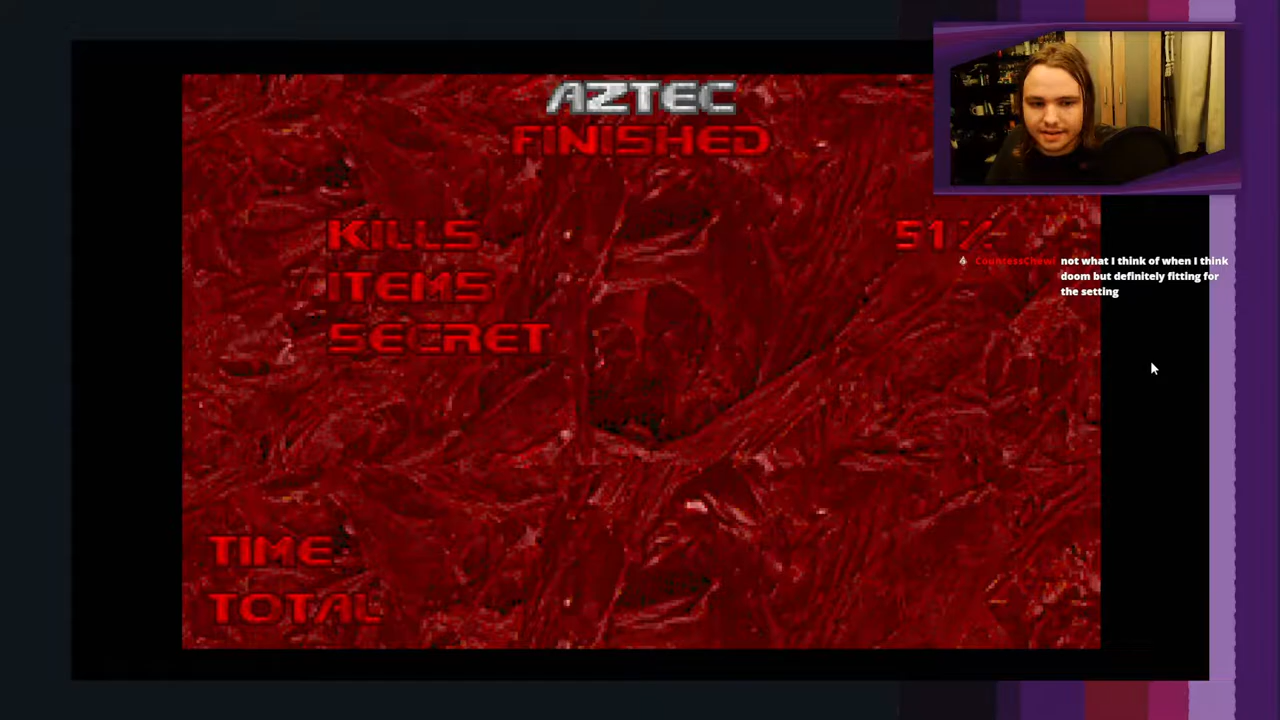 AZTEC
FINISHED
KILLS 51%
ITEMS
SECRET
CountessChewi not what I think of when I think
doom but definitely fitting for
the setting
TIME
TOTAL